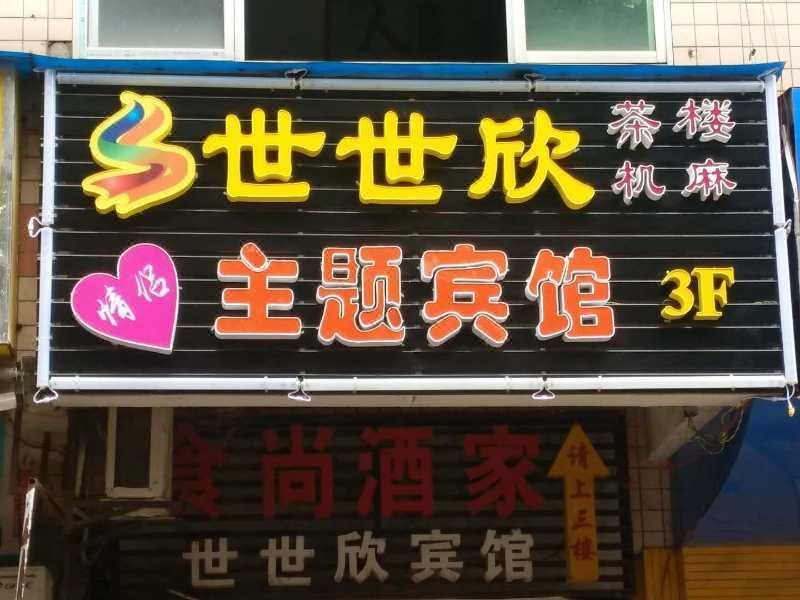 世世欣 茶楼
机麻
情侣 主题宾馆 3F
食尚酒家
世世欣宾馆
请上三楼